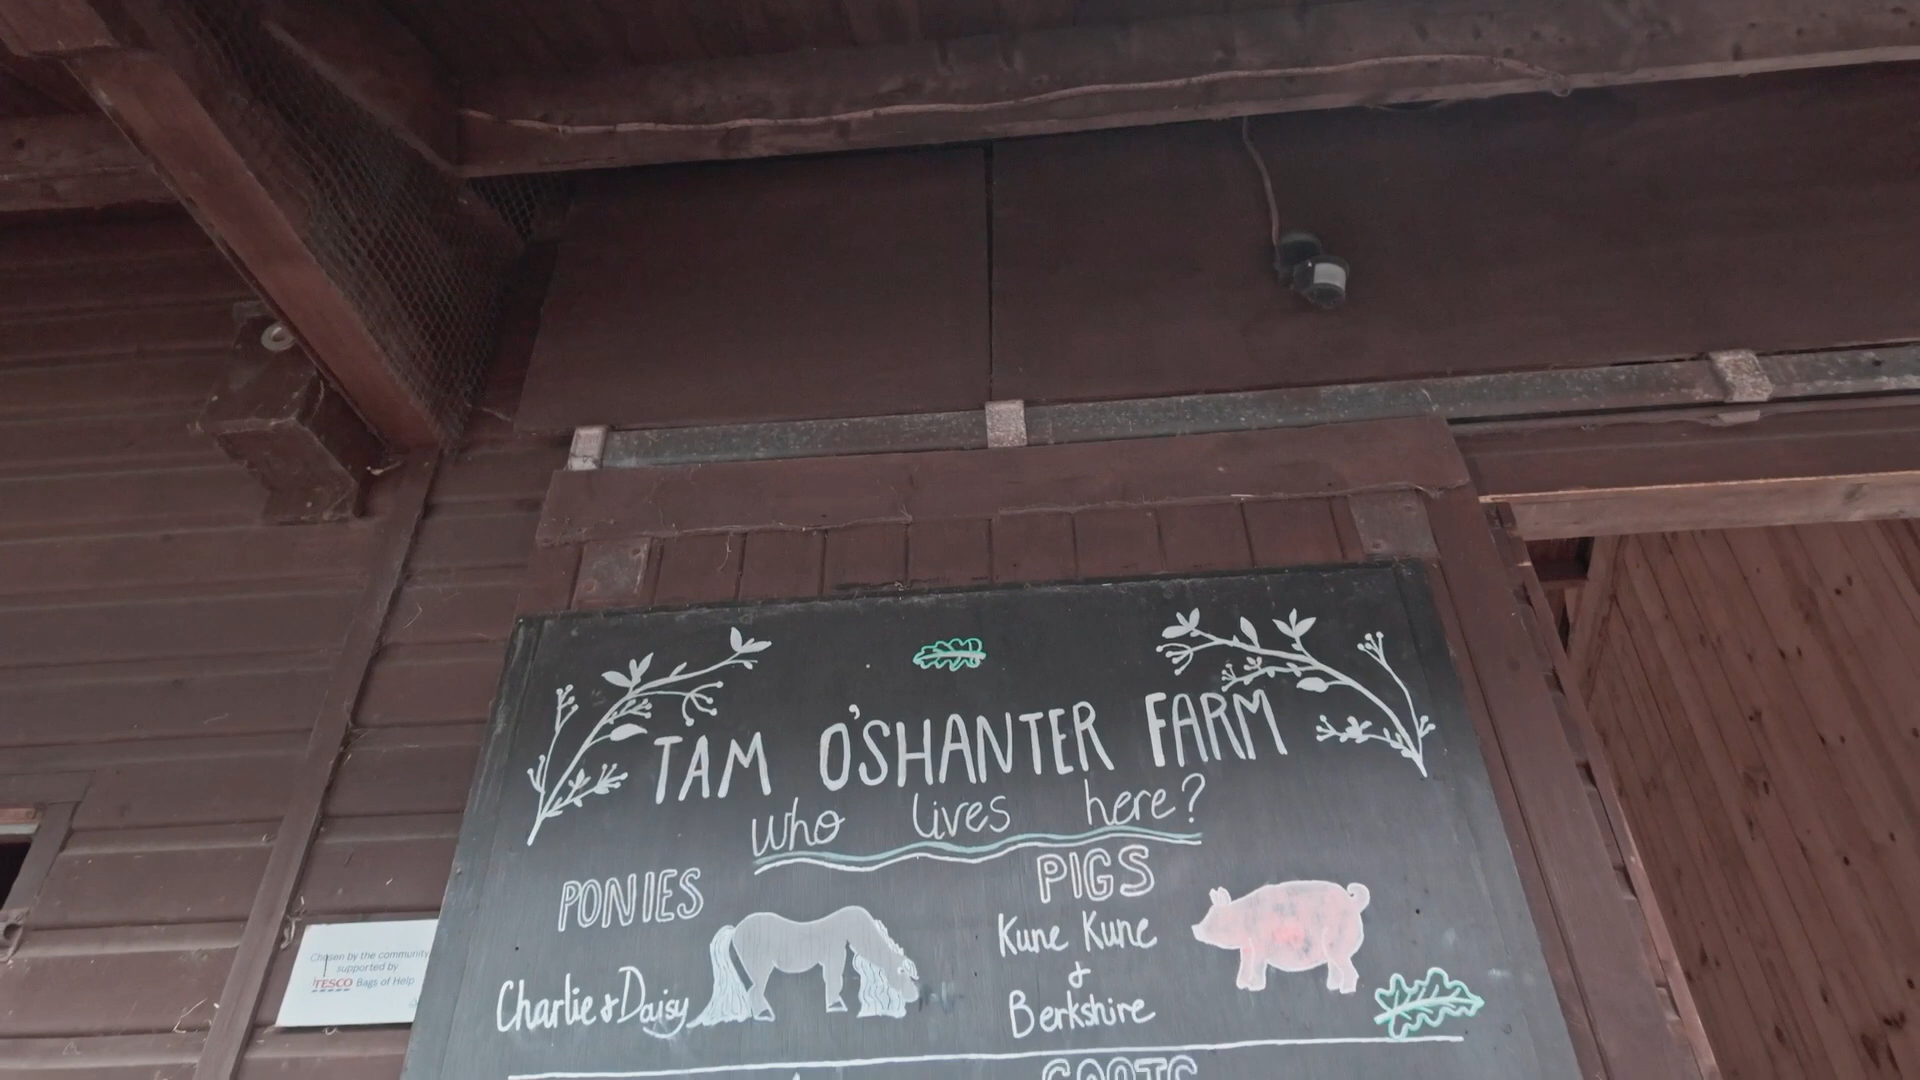 TAM O'SHANTER FARM
who lives here?
PONIES
Charlie & Daisy
PIGS
Kune Kune
&
Berkshire
GOATS
Chosen by the community
supported by
TESCO Bags of Help